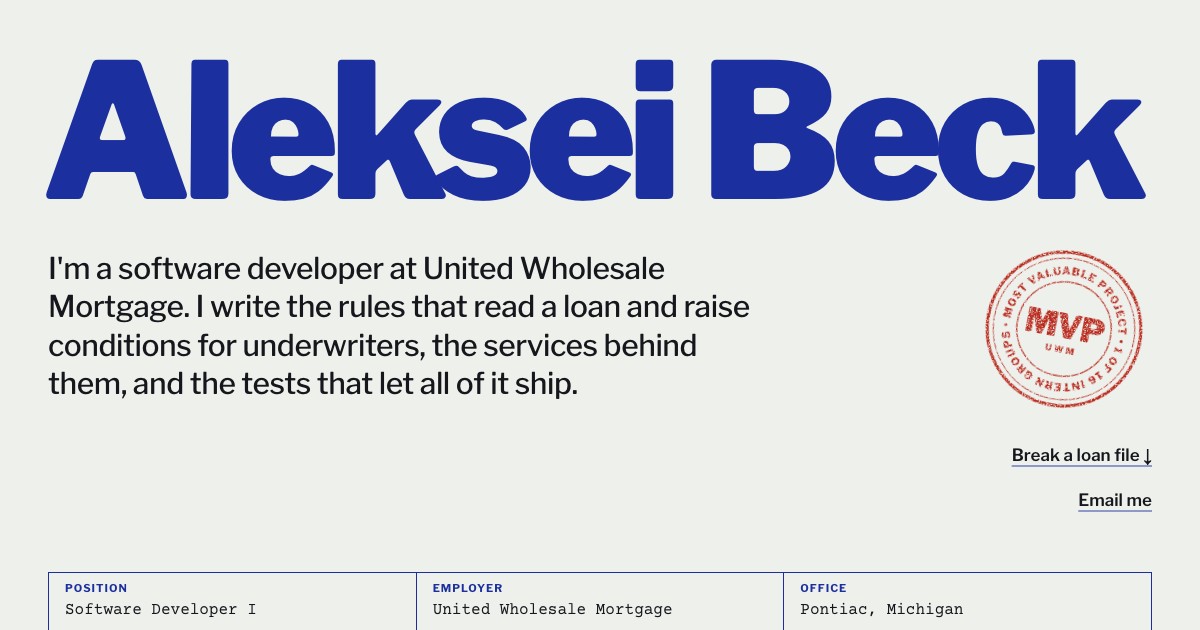 Aleksei Beck
I'm a software developer at United Wholesale
Mortgage. I write the rules that read a loan and raise
conditions for underwriters, the services behind
them, and the tests that let all of it ship.
• MOST VALUABLE PROJECT • 1 OF 16 INTERN GROUPS
MVP
UWM
Break a loan file ↓
Email me
POSITION
Software Developer I
EMPLOYER
United Wholesale Mortgage
OFFICE
Pontiac, Michigan